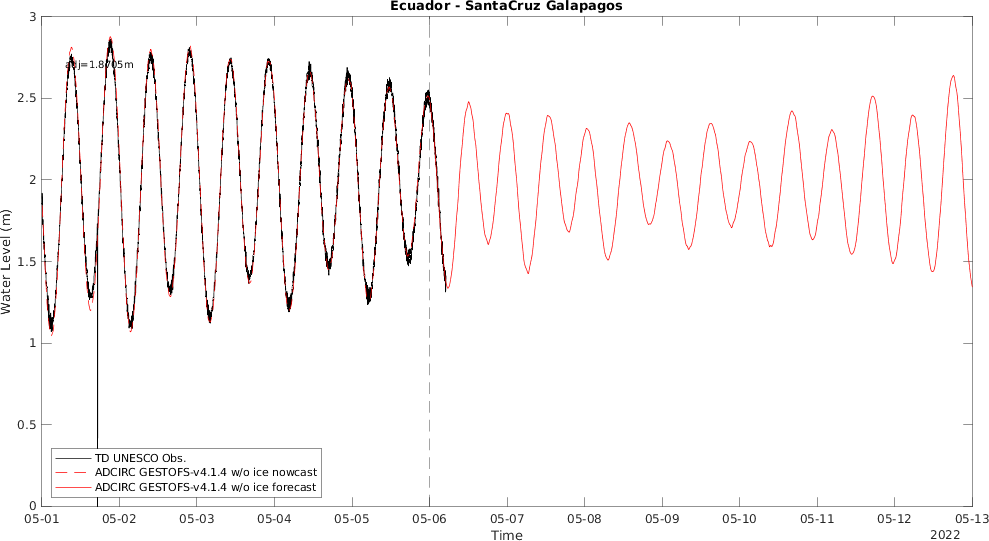 Ecuador - SantaCruz Galapagos
3
2.5
2
1.5
1
0.5
0
Water Level (m)
adj=1.8705m
TD UNESCO Obs.
ADCIRC GESTOFS-v4.1.4 w/o ice nowcast
ADCIRC GESTOFS-v4.1.4 w/o ice forecast
05-01 05-02 05-03 05-04 05-05 05-06 05-07 05-08 05-09 05-10 05-11 05-12 05-13
Time
2022